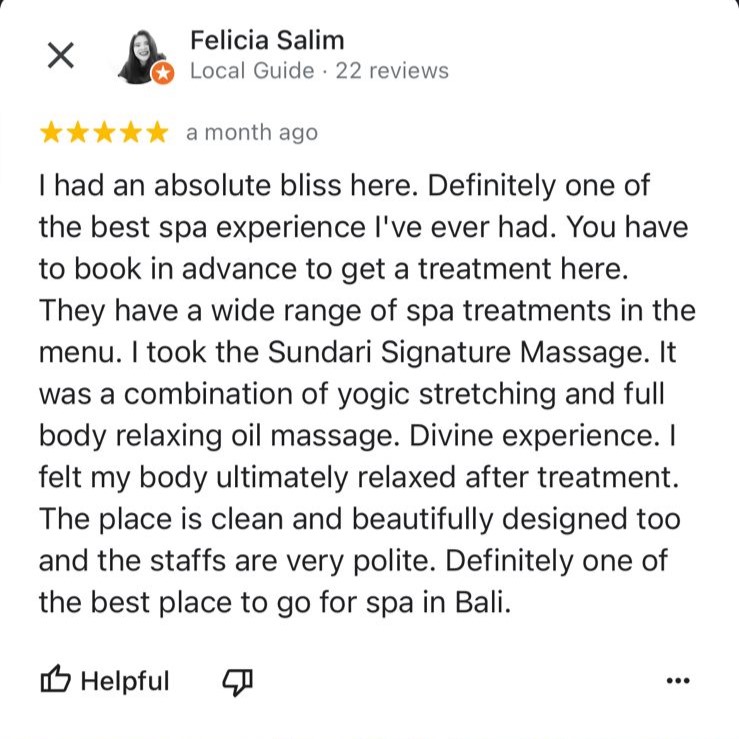 Felicia Salim
Local Guide · 22 reviews
a month ago
I had an absolute bliss here. Definitely one of
the best spa experience I've ever had. You have
to book in advance to get a treatment here.
They have a wide range of spa treatments in the
menu. I took the Sundari Signature Massage. It
was a combination of yogic stretching and full
body relaxing oil massage. Divine experience. I
felt my body ultimately relaxed after treatment.
The place is clean and beautifully designed too
and the staffs are very polite. Definitely one of
the best place to go for spa in Bali.
Helpful